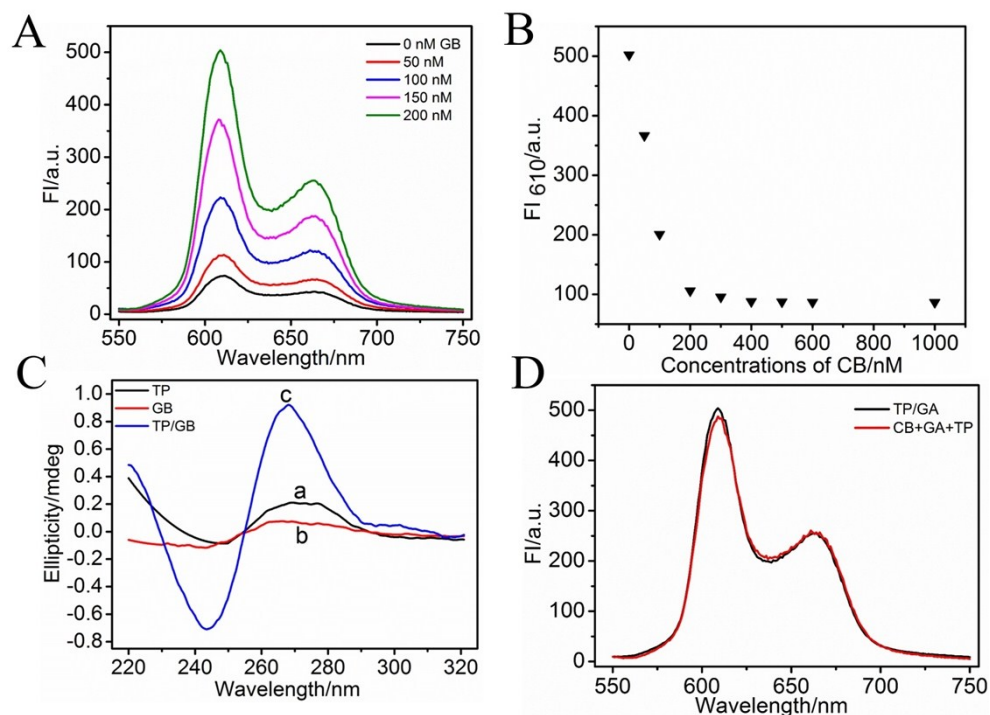 A
0 nM GB
50 nM
100 nM
150 nM
200 nM
500
400
300
200
100
0
FI/a.u.
550
600
650
700
750
Wavelength/nm
B
500
400
300
200
100
FI 610/a.u.
0
200
400
600
800
1000
Concentrations of CB/nM
C
TP
GB
TP/GB
c
a
b
1.0
0.8
0.6
0.4
0.2
0.0
-0.2
-0.4
-0.6
-0.8
Ellipticity/mdeg
220
240
260
280
300
320
Wavelength/nm
D
TP/GA
CB+GA+TP
500
400
300
200
100
0
FI/a.u.
550
600
650
700
750
Wavelength/nm